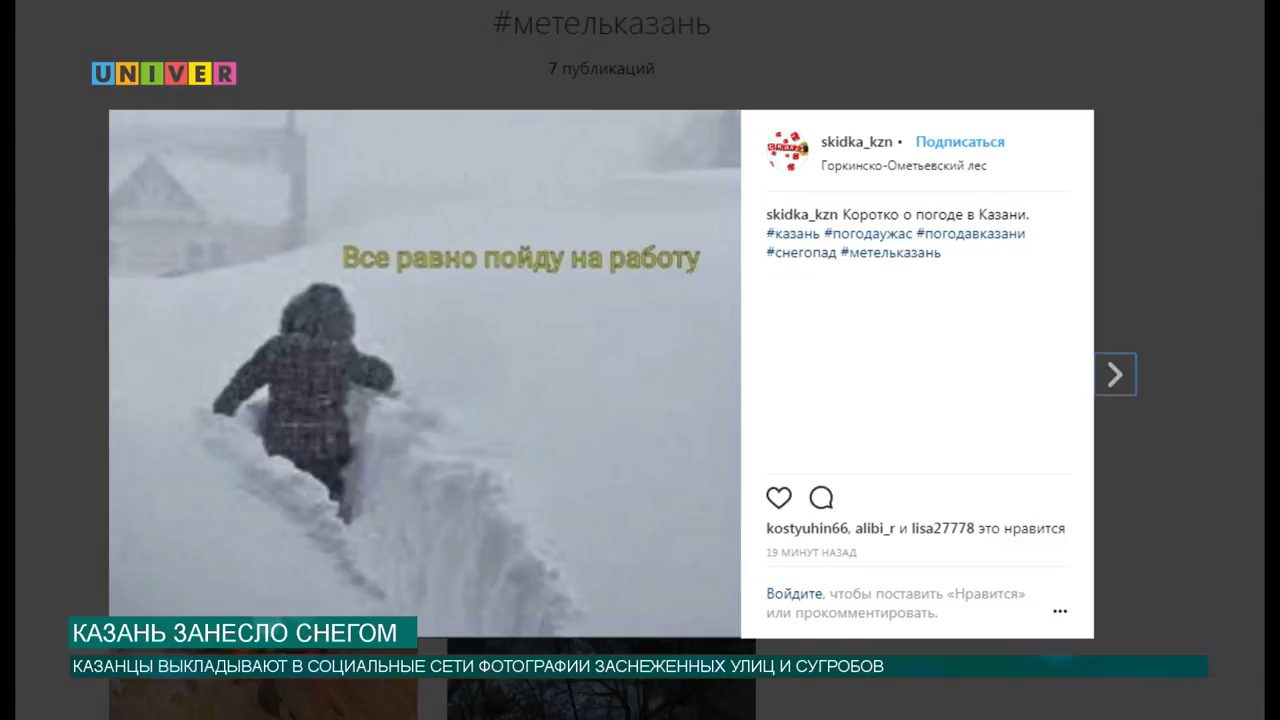 #метельказань
7 публикаций
UNIVER
skidka_kzn • Подписаться
Горкинско-Ометьевский лес
skidka_kzn Коротко о погоде в Казани.
#казань #погодаужас #погодавказани
#снегопад #метельказань
Все равно пойду на работу
kostyuhin66, alibi_r и lisa27778 это нравится
19 МИНУТ НАЗАД
Войдите, чтобы поставить «Нравится»
или прокомментировать.
КАЗАНЬ ЗАНЕСЛО СНЕГОМ
КАЗАНЦЫ ВЫКЛАДЫВАЮТ В СОЦИАЛЬНЫЕ СЕТИ ФОТОГРАФИИ ЗАСНЕЖЕННЫХ УЛИЦ И СУГРОБОВ